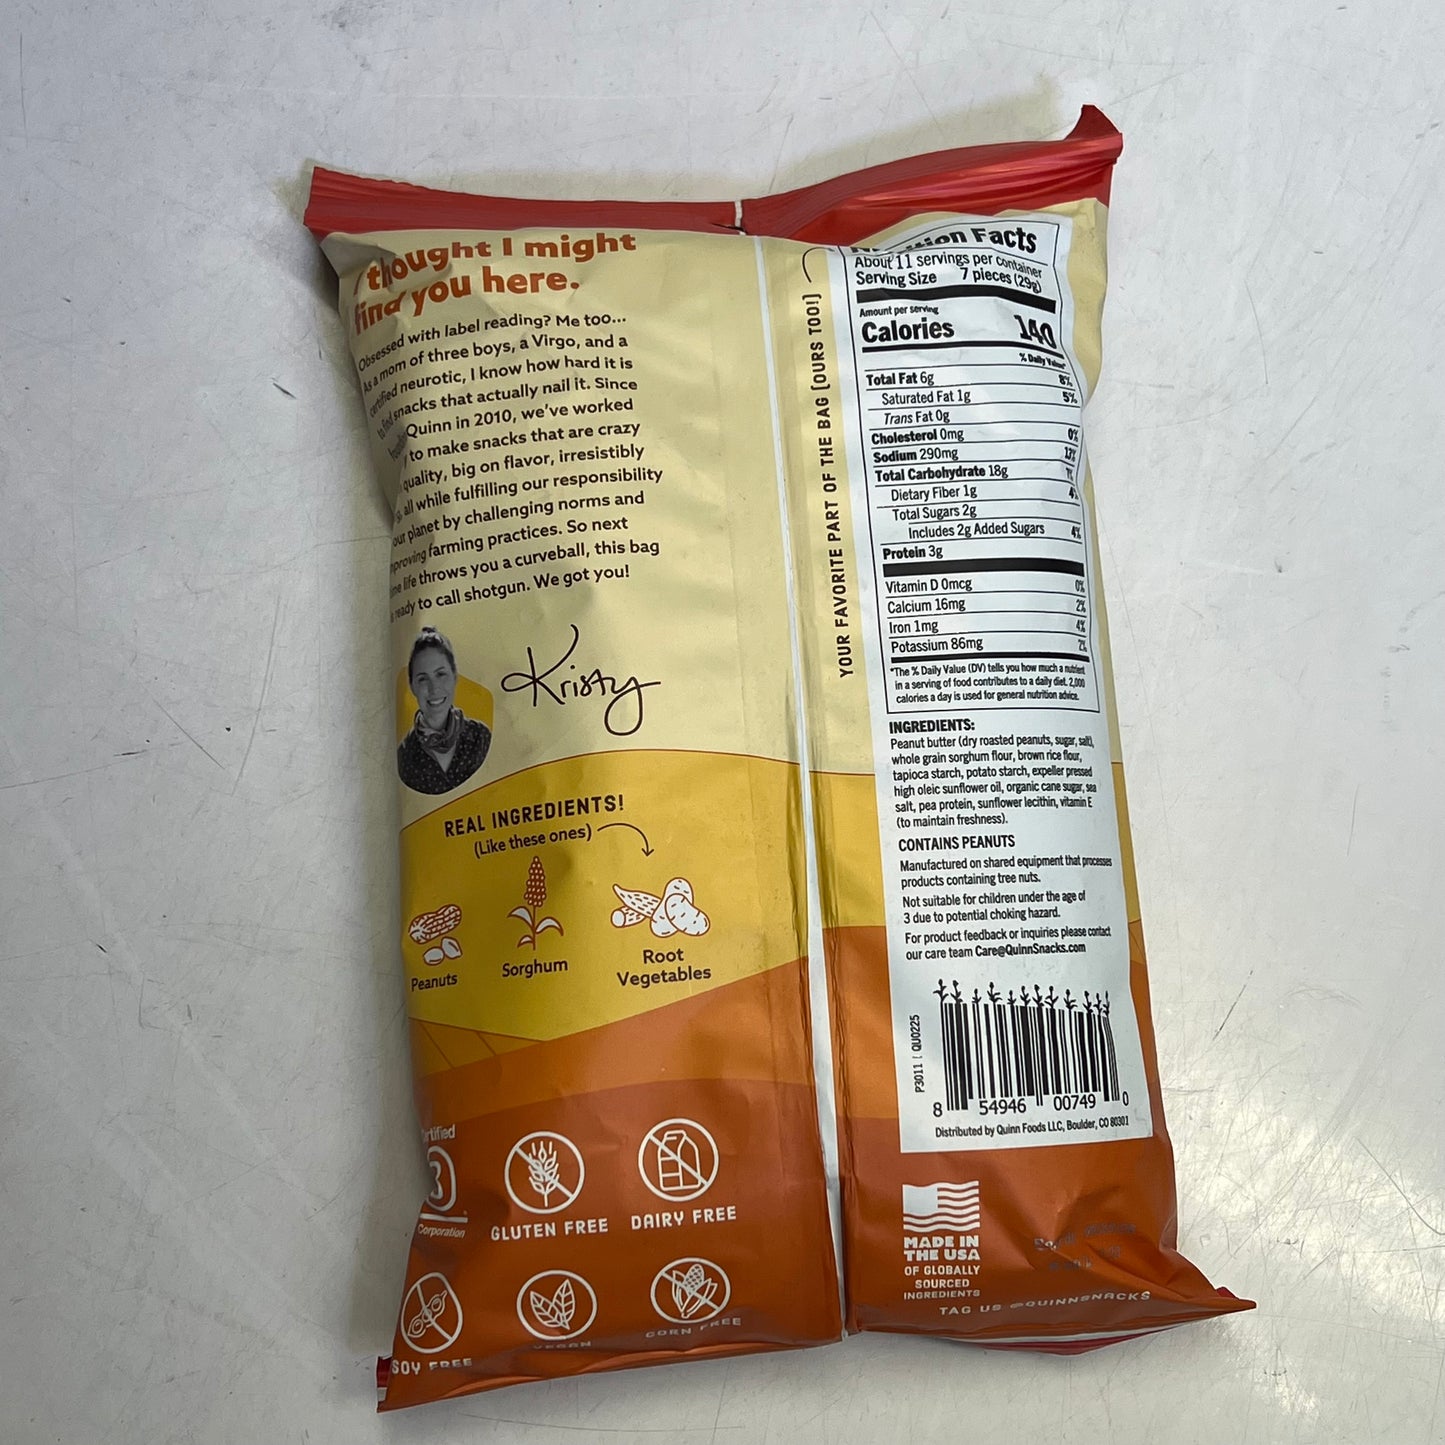 thought I might
find you here.
Obsessed with label reading? Me too...
As a mom of three boys, a Virgo, and a
certified neurotic, I know how hard it is
to find snacks that actually nail it. Since
Quinn in 2010, we've worked
to make snacks that are crazy
quality, big on flavor, irresistibly
all while fulfilling our responsibility
our planet by challenging norms and
farming practices. So next
life throws you a curveball, this bag
ready to call shotgun. We got you!
Kristy
REAL INGREDIENTS!
(Like these ones)
Peanuts
Sorghum
Root
Vegetables
Corporation
GLUTEN FREE
DAIRY FREE
SOY FREE
VEGAN
CORN FREE
YOUR FAVORITE PART OF THE BAG [OURS TOO!]
Facts
About 11 servings per container
Serving Size 7 pieces (29g)
Amount per serving
Calories 140
% Daily Value*
Total Fat 6g 8%
Saturated Fat 1g 5%
Trans Fat 0g
Cholesterol 0mg 0%
Sodium 290mg 13%
Total Carbohydrate 18g 7%
Dietary Fiber 1g 4%
Total Sugars 2g
Includes 2g Added Sugars 4%
Protein 3g
Vitamin D 0mcg 0%
Calcium 16mg 2%
Iron 1mg 4%
Potassium 86mg 2%
*The % Daily Value (DV) tells you how much a nutrient
in a serving of food contributes to a daily diet. 2,000
calories a day is used for general nutrition advice.
INGREDIENTS:
Peanut butter (dry roasted peanuts, sugar, salt),
whole grain sorghum flour, brown rice flour,
tapioca starch, potato starch, expeller pressed
high oleic sunflower oil, organic cane sugar, sea
salt, pea protein, sunflower lecithin, vitamin E
(to maintain freshness).
CONTAINS PEANUTS
Manufactured on shared equipment that processes
products containing tree nuts.
Not suitable for children under the age of
3 due to potential choking hazard.
For product feedback or inquiries please contact
our care team Care@QuinnSnacks.com
P3011 | QU0225
8 54946 00749 0
Distributed by Quinn Foods LLC, Boulder, CO 80301
MADE IN
THE USA
OF GLOBALLY
SOURCED
INGREDIENTS
TAG US @QUINNSNACKS